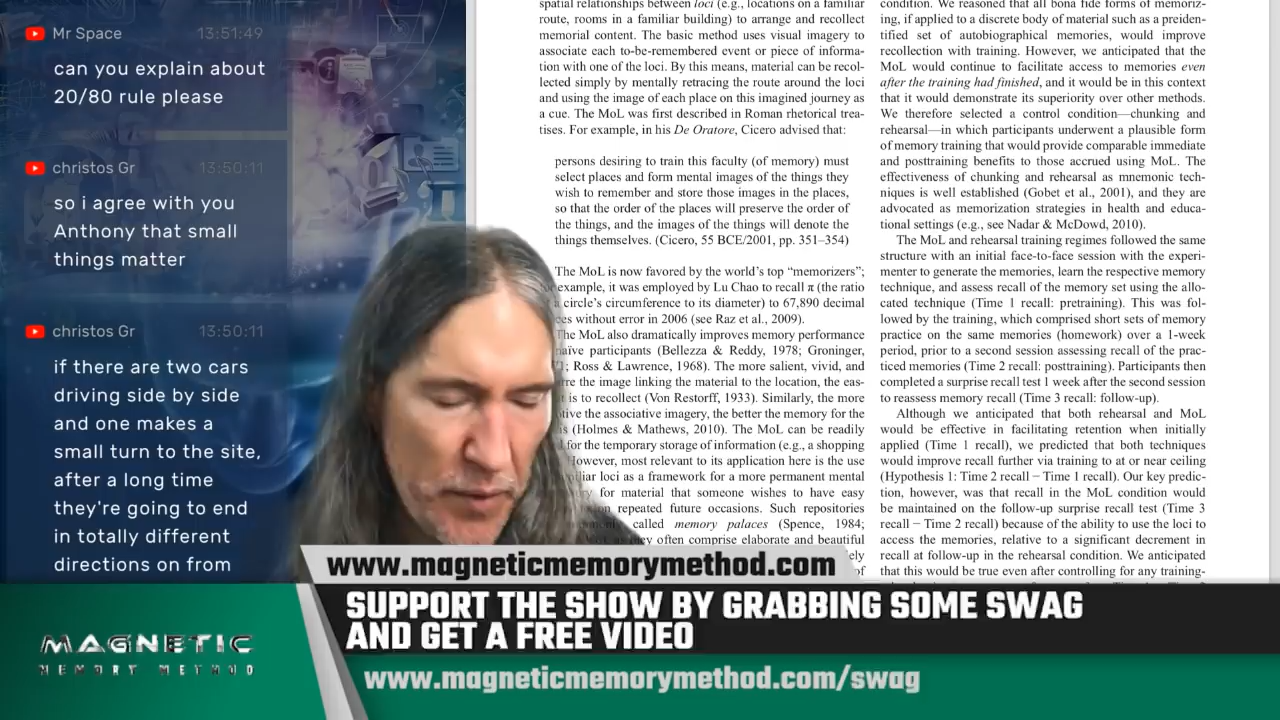 Mr Space 13:51:49
can you explain about
20/80 rule please
christos Gr 13:50:11
so i agree with you
Anthony that small
things matter
christos Gr 13:50:11
if there are two cars
driving side by side
and one makes a
small turn to the site,
after a long time
they're going to end
in totally different
directions on from
spatial relationships between loci (e.g., locations on a familiar
route, rooms in a familiar building) to arrange and recollect
memorial content. The basic method uses visual imagery to
associate each to-be-remembered event or piece of informa-
tion with one of the loci. By this means, material can be recol-
lected simply by mentally retracing the route around the loci
and using the image of each place on this imagined journey as
a cue. The MoL was first described in Roman rhetorical trea-
tises. For example, in his De Oratore, Cicero advised that:
persons desiring to train this faculty (of memory) must
select places and form mental images of the things they
wish to remember and store those images in the places,
so that the order of the places will preserve the order of
the things, and the images of the things will denote the
things themselves. (Cicero, 55 BCE/2001, pp. 351–354)
The MoL is now favored by the world's top “memorizers”;
example, it was employed by Lu Chao to recall π (the ratio
circle's circumference to its diameter) to 67,890 decimal
without error in 2006 (see Raz et al., 2009).
The MoL also dramatically improves memory performance
naïve participants (Bellezza & Reddy, 1978; Groninger,
Ross & Lawrence, 1968). The more salient, vivid, and
the image linking the material to the location, the eas-
is to recollect (Von Restorff, 1933). Similarly, the more
the associative imagery, the better the memory for the
(Holmes & Mathews, 2010). The MoL can be readily
for the temporary storage of information (e.g., a shopping
However, most relevant to its application here is the use
loci as a framework for a more permanent mental
for material that someone wishes to have easy
repeated future occasions. Such repositories
called memory palaces (Spence, 1984;
they often comprise elaborate and beautiful
condition. We reasoned that all bona fide forms of memoriz-
ing, if applied to a discrete body of material such as a preiden-
tified set of autobiographical memories, would improve
recollection with training. However, we anticipated that the
MoL would continue to facilitate access to memories even
after the training had finished, and it would be in this context
that it would demonstrate its superiority over other methods.
We therefore selected a control condition—chunking and
rehearsal—in which participants underwent a plausible form
of memory training that would provide comparable immediate
and posttraining benefits to those accrued using MoL. The
effectiveness of chunking and rehearsal as mnemonic tech-
niques is well established (Gobet et al., 2001), and they are
advocated as memorization strategies in health and educa-
tional settings (e.g., see Nadar & McDowd, 2010).
The MoL and rehearsal training regimes followed the same
structure with an initial face-to-face session with the experi-
menter to generate the memories, learn the respective memory
technique, and assess recall of the memory set using the allo-
cated technique (Time 1 recall: pretraining). This was fol-
lowed by the training, which comprised short sets of memory
practice on the same memories (homework) over a 1-week
period, prior to a second session assessing recall of the prac-
ticed memories (Time 2 recall: posttraining). Participants then
completed a surprise recall test 1 week after the second session
to reassess memory recall (Time 3 recall: follow-up).
Although we anticipated that both rehearsal and MoL
would be effective in facilitating retention when initially
applied (Time 1 recall), we predicted that both techniques
would improve recall further via training to at or near ceiling
(Hypothesis 1: Time 2 recall − Time 1 recall). Our key predic-
tion, however, was that recall in the MoL condition would
be maintained on the follow-up surprise recall test (Time 3
recall − Time 2 recall) because of the ability to use the loci to
access the memories, relative to a significant decrement in
recall at follow-up in the rehearsal condition. We anticipated
that this would be true even after controlling for any training-
www.magneticmemorymethod.com
SUPPORT THE SHOW BY GRABBING SOME SWAG
AND GET A FREE VIDEO
www.magneticmemorymethod.com/swag
MAGNETIC
MEMORY METHOD